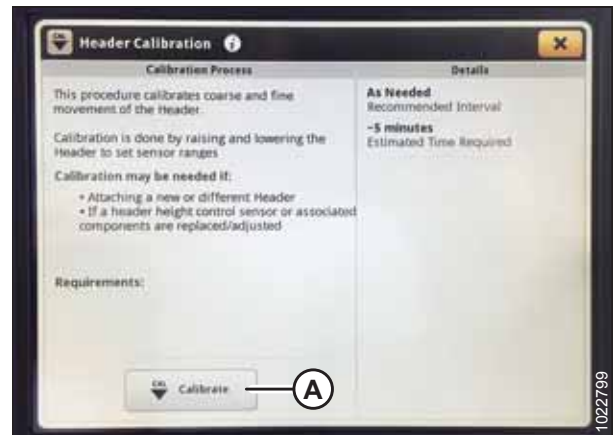 CAL Header Calibration i
Calibration Process
Details
This procedure calibrates coarse and fine
movement of the Header.
Calibration is done by raising and lowering the
Header to set sensor ranges
Calibration may be needed if:
• Attaching a new or different Header
• If a header height control sensor or associated
components are replaced/adjusted
Requirements:
As Needed
Recommended Interval
~5 minutes
Estimated Time Required
CAL Calibrate
A
1022799